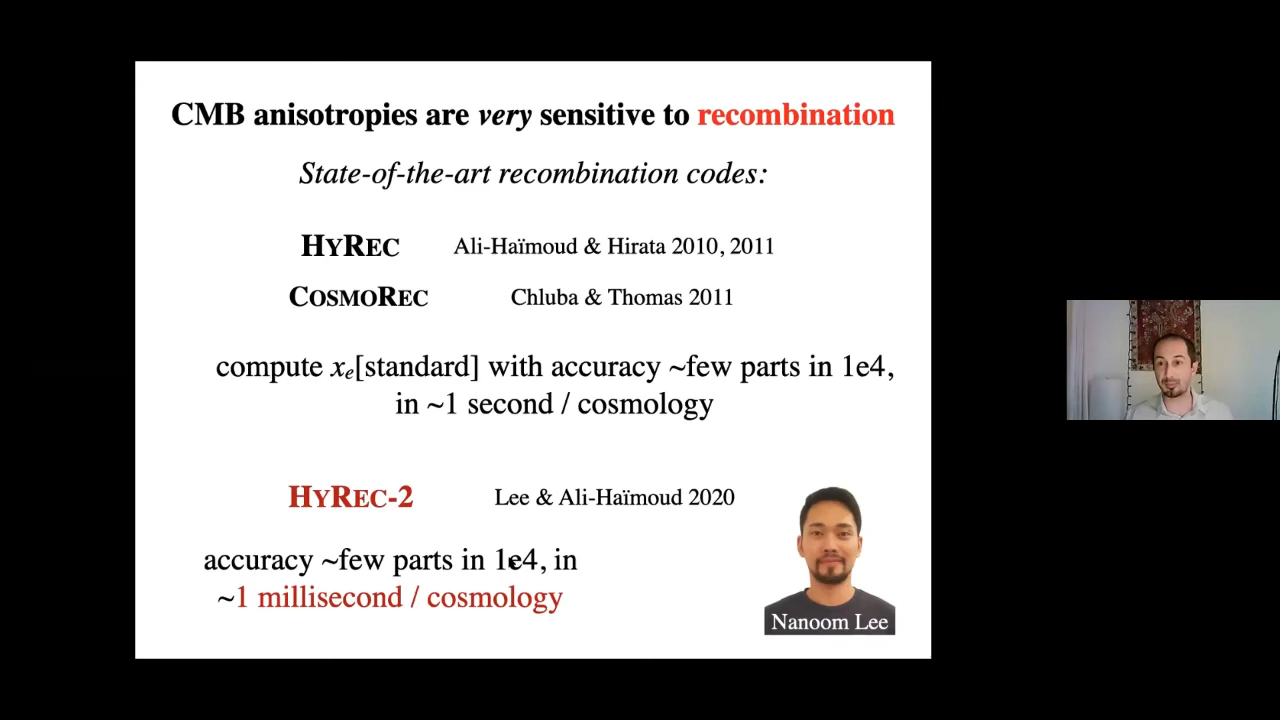 CMB anisotropies are very sensitive to recombination
State-of-the-art recombination codes:
HYREC Ali-Haïmoud & Hirata 2010, 2011
COSMOREC Chluba & Thomas 2011
compute xe[standard] with accuracy ~few parts in 1e4,
in ~1 second / cosmology
HYREC-2 Lee & Ali-Haïmoud 2020
accuracy ~few parts in 1e4, in
~1 millisecond / cosmology
Nanoom Lee